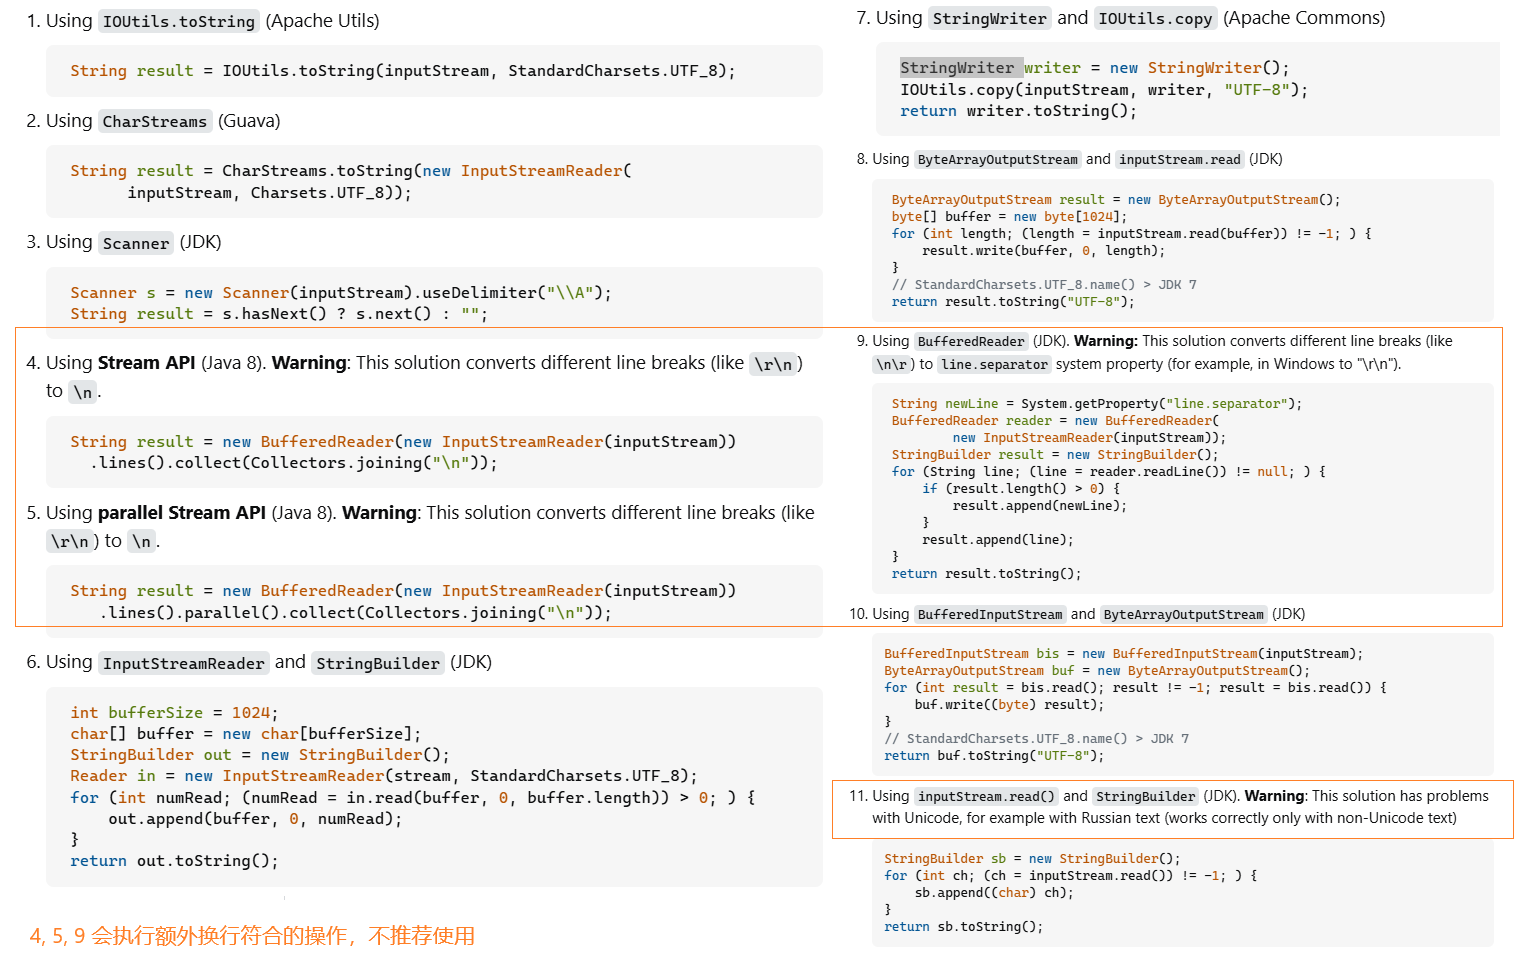 1. Using IOUtils.toString (Apache Utils)
String result = IOUtils.toString(inputStream, StandardCharsets.UTF_8);
2. Using CharStreams (Guava)
String result = CharStreams.toString(new InputStreamReader(
inputStream, Charsets.UTF_8));
3. Using Scanner (JDK)
Scanner s = new Scanner(inputStream).useDelimiter("\\A");
String result = s.hasNext() ? s.next() : "";
4. Using Stream API (Java 8). Warning: This solution converts different line breaks (like \r\n)
to \n.
String result = new BufferedReader(new InputStreamReader(inputStream))
.lines().collect(Collectors.joining("\n"));
5. Using parallel Stream API (Java 8). Warning: This solution converts different line breaks (like
\r\n) to \n.
String result = new BufferedReader(new InputStreamReader(inputStream))
.lines().parallel().collect(Collectors.joining("\n"));
6. Using InputStreamReader and StringBuilder (JDK)
int bufferSize = 1024;
char[] buffer = new char[bufferSize];
StringBuilder out = new StringBuilder();
Reader in = new InputStreamReader(stream, StandardCharsets.UTF_8);
for (int numRead; (numRead = in.read(buffer, 0, buffer.length)) > 0; ) {
out.append(buffer, 0, numRead);
}
return out.toString();
4, 5, 9 会执行额外换行符合的操作，不推荐使用
7. Using StringWriter and IOUtils.copy (Apache Commons)
StringWriter writer = new StringWriter();
IOUtils.copy(inputStream, writer, "UTF-8");
return writer.toString();
8. Using ByteArrayOutputStream and inputStream.read (JDK)
ByteArrayOutputStream result = new ByteArrayOutputStream();
byte[] buffer = new byte[1024];
for (int length; (length = inputStream.read(buffer)) != -1; ) {
result.write(buffer, 0, length);
}
// StandardCharsets.UTF_8.name() > JDK 7
return result.toString("UTF-8");
9. Using BufferedReader (JDK). Warning: This solution converts different line breaks (like
\n\r) to line.separator system property (for example, in Windows to "\r\n").
String newLine = System.getProperty("line.separator");
BufferedReader reader = new BufferedReader(
new InputStreamReader(inputStream));
StringBuilder result = new StringBuilder();
for (String line; (line = reader.readLine()) != null; ) {
if (result.length() > 0) {
result.append(newLine);
}
result.append(line);
}
return result.toString();
10. Using BufferedInputStream and ByteArrayOutputStream (JDK)
BufferedInputStream bis = new BufferedInputStream(inputStream);
ByteArrayOutputStream buf = new ByteArrayOutputStream();
for (int result = bis.read(); result != -1; result = bis.read()) {
buf.write((byte) result);
}
// StandardCharsets.UTF_8.name() > JDK 7
return buf.toString("UTF-8");
11. Using inputStream.read() and StringBuilder (JDK). Warning: This solution has problems
with Unicode, for example with Russian text (works correctly only with non-Unicode text)
StringBuilder sb = new StringBuilder();
for (int ch; (ch = inputStream.read()) != -1; ) {
sb.append((char) ch);
}
return sb.toString();